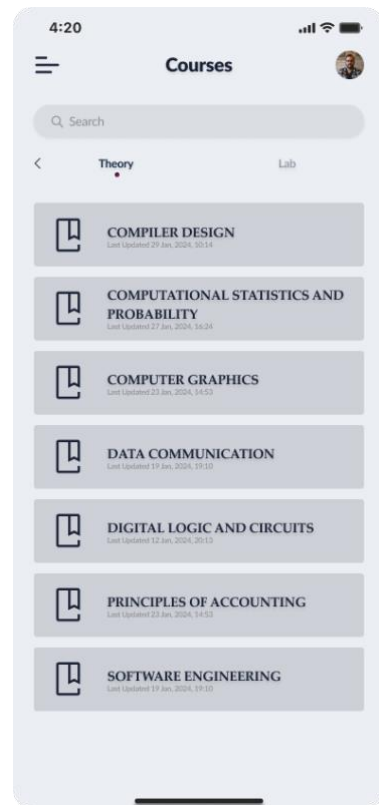 4:20
Courses
Search
Theory Lab
COMPILER DESIGN
Last Updated 29 Jan, 2024, 10:14
COMPUTATIONAL STATISTICS AND
PROBABILITY
Last Updated 27 Jan, 2024, 16:24
COMPUTER GRAPHICS
Last Updated 23 Jan, 2024, 14:53
DATA COMMUNICATION
Last Updated 19 Jan, 2024, 19:10
DIGITAL LOGIC AND CIRCUITS
Last Updated 12 Jan, 2024, 20:13
PRINCIPLES OF ACCOUNTING
Last Updated 23 Jan, 2024, 14:53
SOFTWARE ENGINEERING
Last Updated 19 Jan, 2024, 19:10